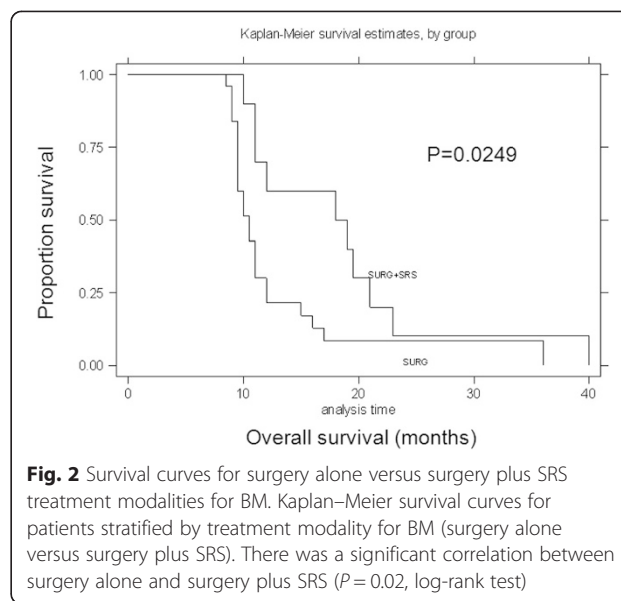 Kaplan-Meier survival estimates, by group
1.00
0.75
0.50
0.25
0.00
Proportion survival
P=0.0249
SURG+SRS
SURG
0 10 20 30 40
analysis time
Overall survival (months)
Fig. 2 Survival curves for surgery alone versus surgery plus SRS
treatment modalities for BM. Kaplan–Meier survival curves for
patients stratified by treatment modality for BM (surgery alone
versus surgery plus SRS). There was a significant correlation between
surgery alone and surgery plus SRS (P = 0.02, log-rank test)